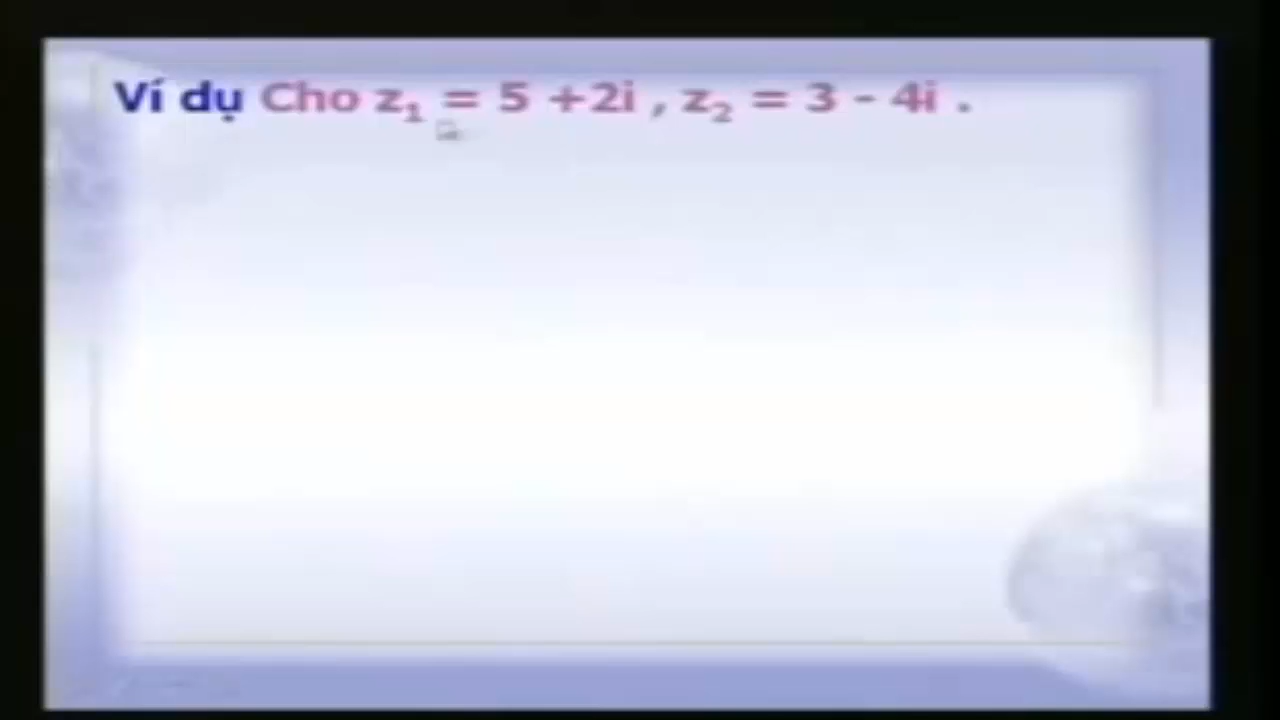 Ví dụ Cho z₁ = 5 +2i , z₂ = 3 - 4i .